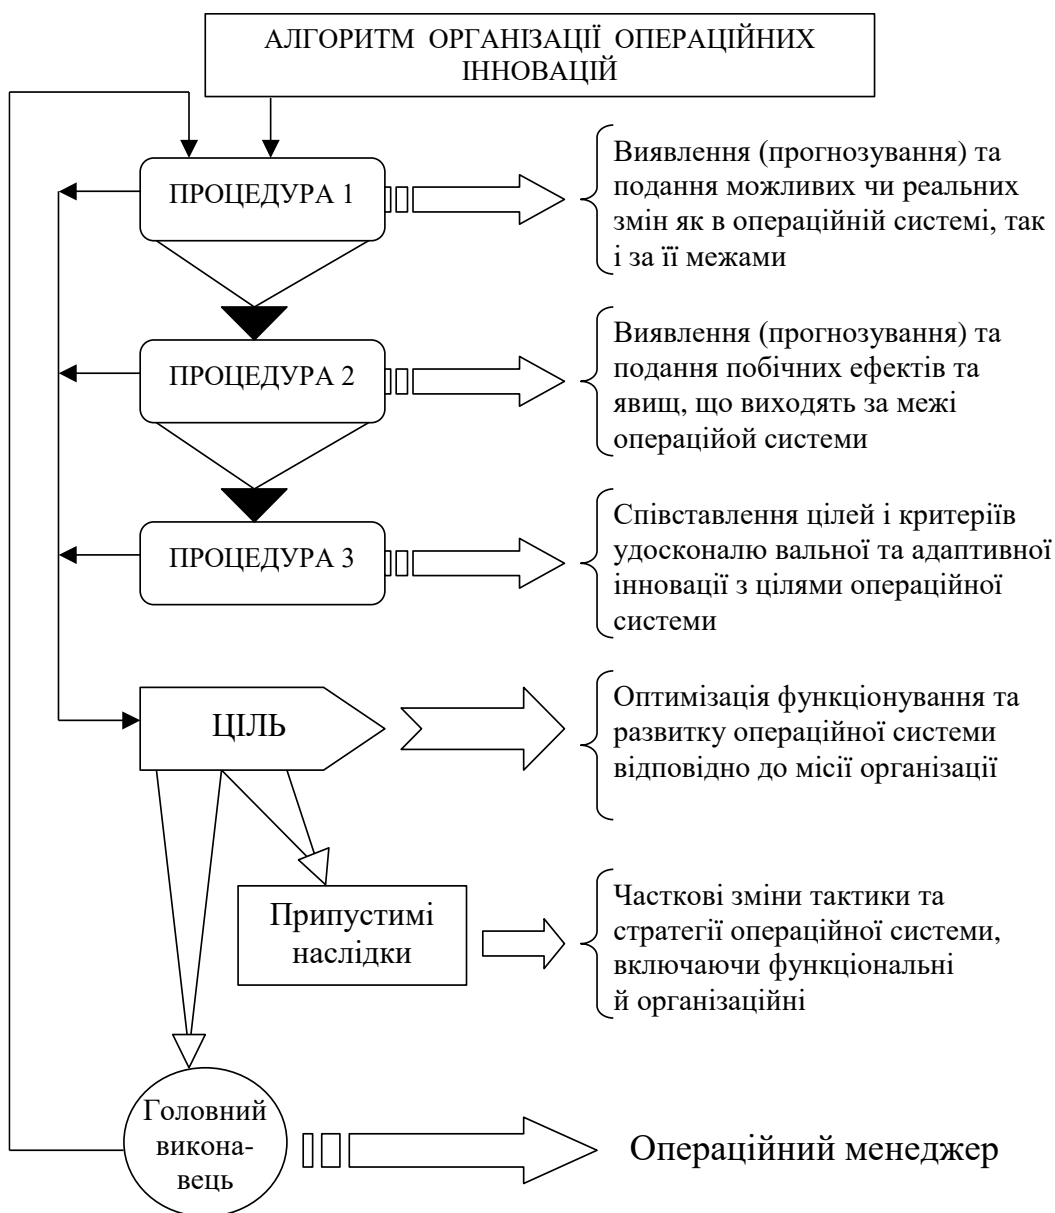 АЛГОРИТМ ОРГАНІЗАЦІЇ ОПЕРАЦІЙНИХ
ІННОВАЦІЙ
ПРОЦЕДУРА 1
Виявлення (прогнозування) та
подання можливих чи реальних
змін як в операційній системі, так
і за її межами
ПРОЦЕДУРА 2
Виявлення (прогнозування) та
подання побічних ефектів та
явищ, що виходять за межі
операційой системи
ПРОЦЕДУРА 3
Співставлення цілей і критеріїв
удосконалю вальної та адаптивної
інновації з цілями операційної
системи
ЦІЛЬ
Оптимізація функціонування та
развитку операційної системи
відповідно до місії організації
Припустимі
наслідки
Часткові зміни тактики та
стратегії операційної системи,
включаючи функціональні
й організаційні
Головний
викона-
вець
Операційний менеджер